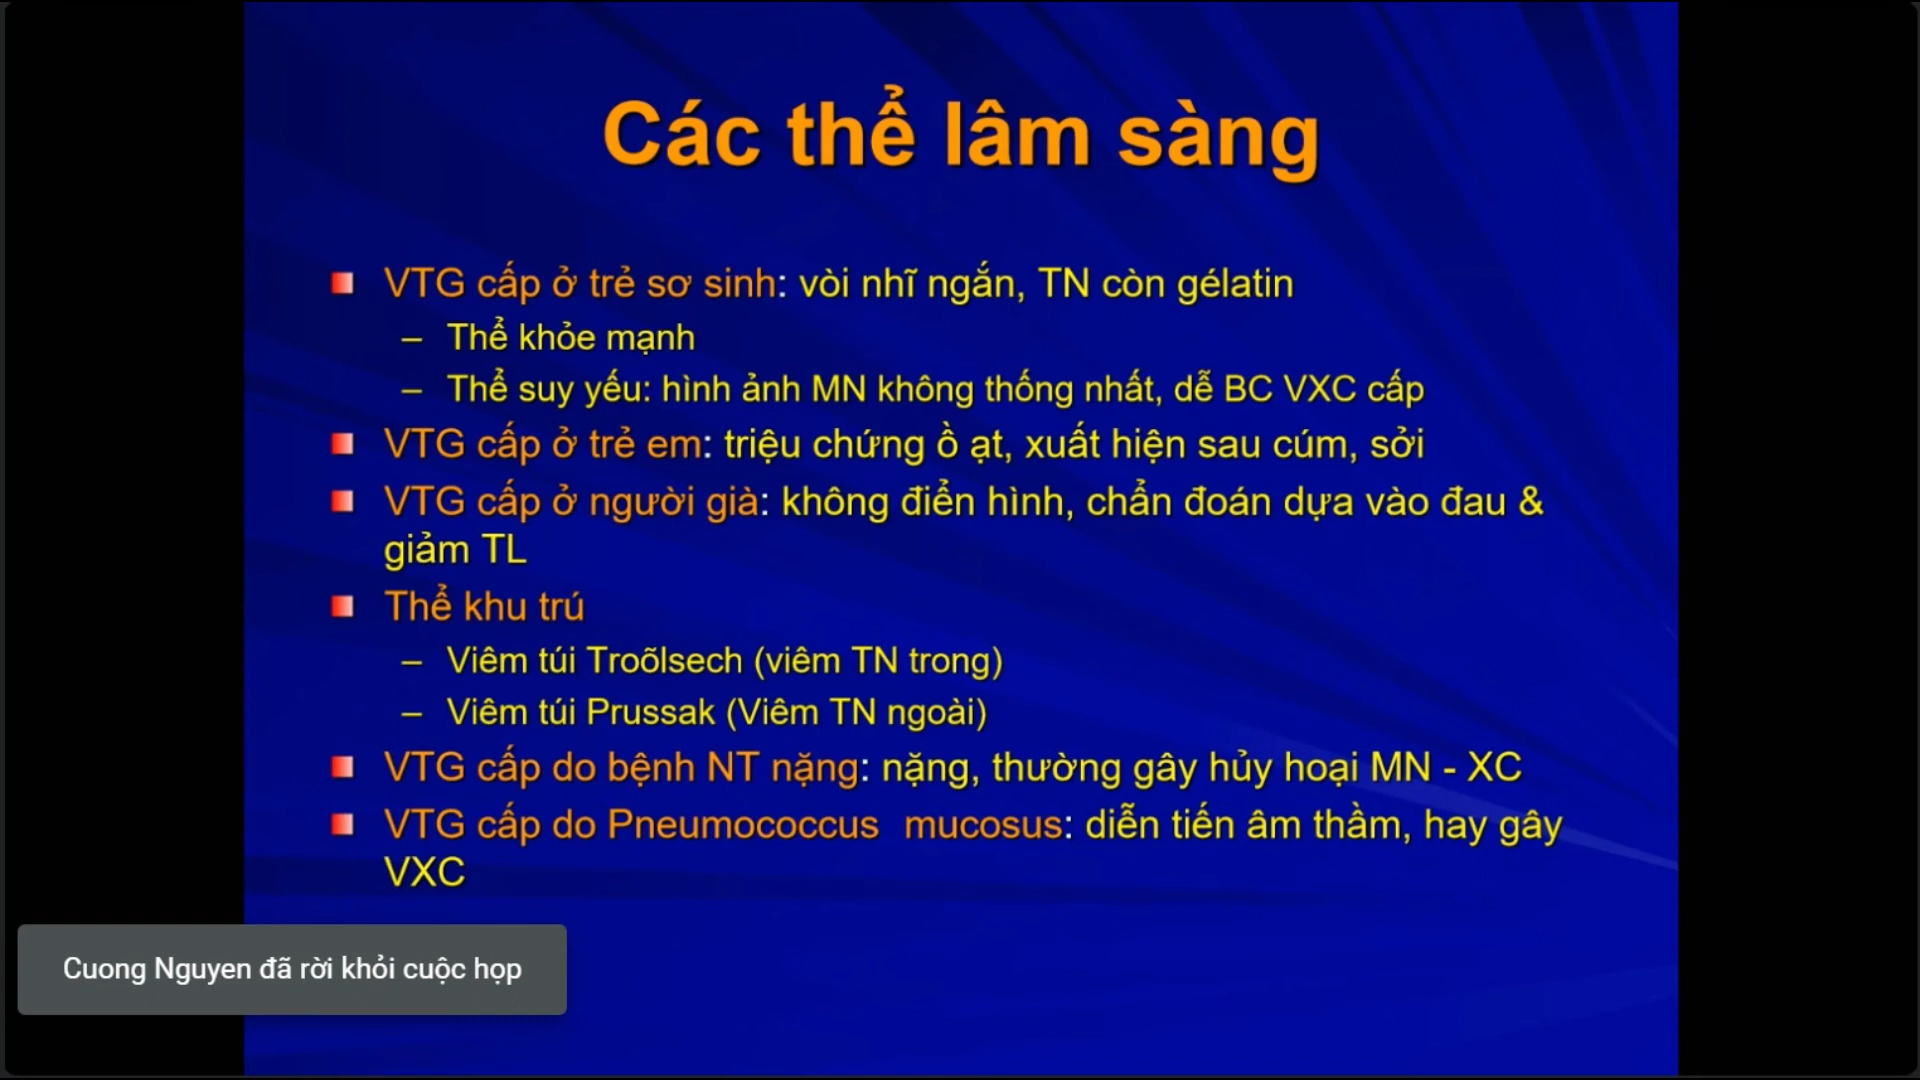 Các thể lâm sàng
VTG cấp ở trẻ sơ sinh: vòi nhĩ ngắn, TN còn gélatin
– Thể khỏe mạnh
– Thể suy yếu: hình ảnh MN không thống nhất, dễ BC VXC cấp
VTG cấp ở trẻ em: triệu chứng ồ ạt, xuất hiện sau cúm, sởi
VTG cấp ở người già: không điển hình, chẩn đoán dựa vào đau &
giảm TL
Thể khu trú
– Viêm túi Troõlsech (viêm TN trong)
– Viêm túi Prussak (Viêm TN ngoài)
VTG cấp do bệnh NT nặng: nặng, thường gây hủy hoại MN - XC
VTG cấp do Pneumococcus mucosus: diễn tiến âm thầm, hay gây
VXC
Cuong Nguyen đã rời khỏi cuộc họp